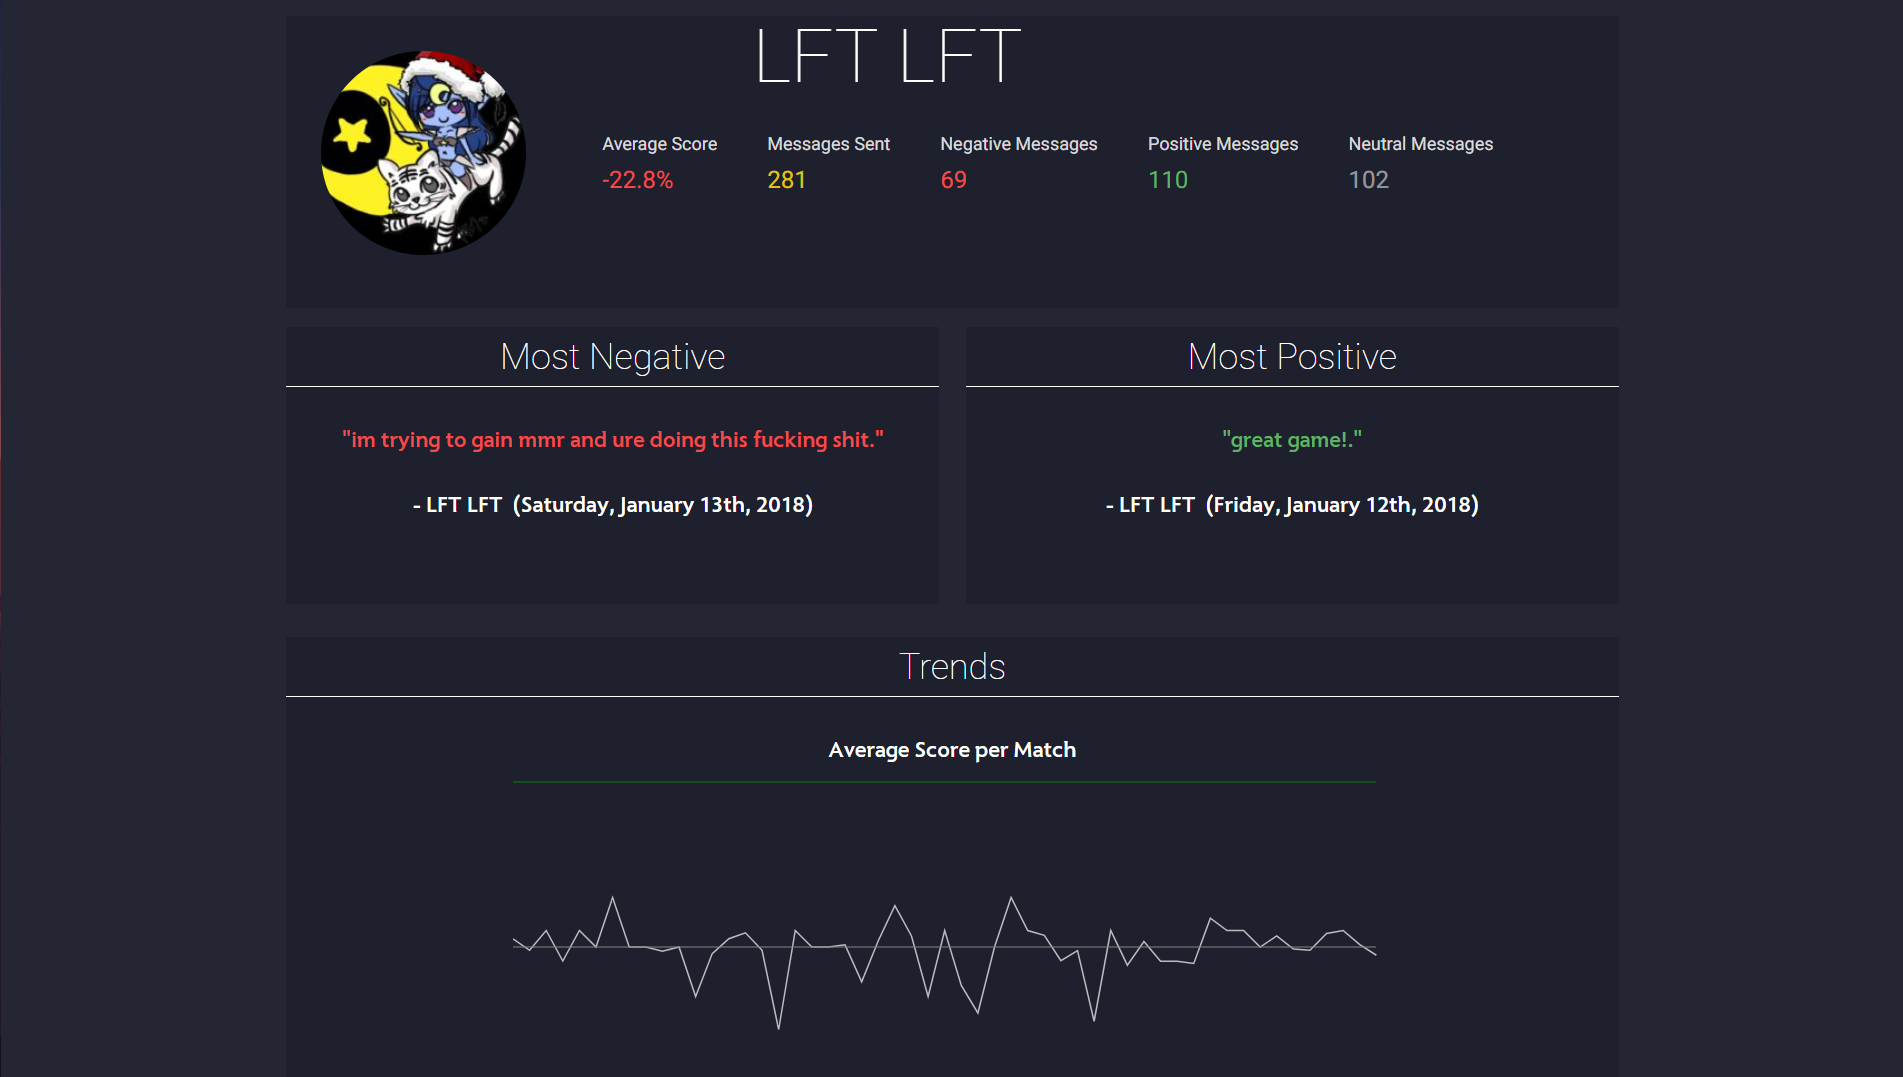 LFT LFT
Average Score Messages Sent Negative Messages Positive Messages Neutral Messages
-22.8% 281 69 110 102
Most Negative
"im trying to gain mmr and ure doing this fucking shit."
- LFT LFT (Saturday, January 13th, 2018)
Most Positive
"great game!."
- LFT LFT (Friday, January 12th, 2018)
Trends
Average Score per Match